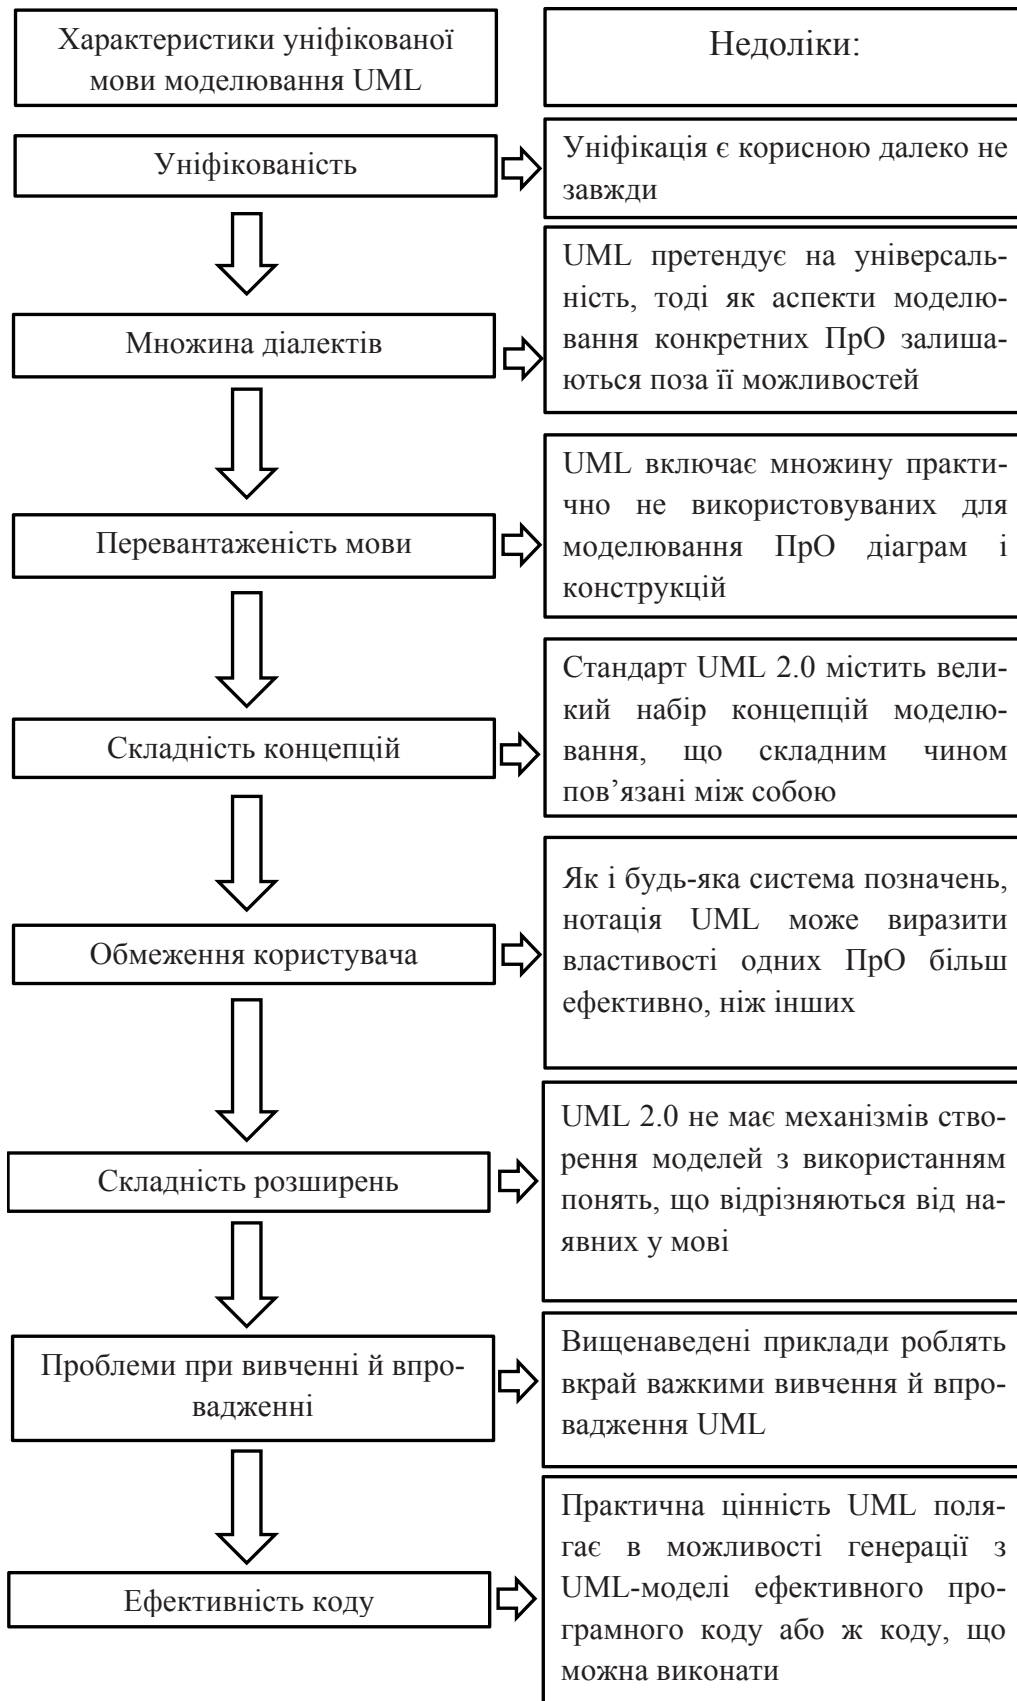 Характеристики уніфікованої
мови моделювання UML
Недоліки:
Уніфікованість
Уніфікація є корисною далеко не
завжди
Множина діалектів
UML претендує на універсаль-
ність, тоді як аспекти моделю-
вання конкретних ПрО залиша-
ються поза її можливостей
Перевантаженість мови
UML включає множину практи-
чно не використовуваних для
моделювання ПрО діаграм і
конструкцій
Складність концепцій
Стандарт UML 2.0 містить вели-
кий набір концепцій моделю-
вання, що складним чином
пов’язані між собою
Обмеження користувача
Як і будь-яка система позначень,
нотація UML може виразити
властивості одних ПрО більш
ефективно, ніж інших
Складність розширень
UML 2.0 не має механізмів ство-
рення моделей з використанням
понять, що відрізняються від на-
явних у мові
Проблеми при вивченні й впро-
вадженні
Вищенаведені приклади роблять
вкрай важкими вивчення й впро-
вадження UML
Ефективність коду
Практична цінність UML поля-
гає в можливості генерації з
UML-моделі ефективного про-
грамного коду або ж коду, що
можна виконати